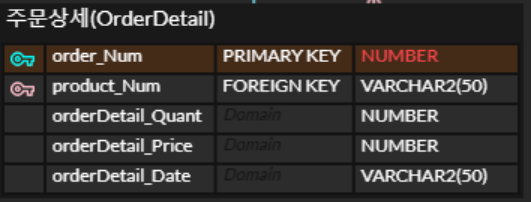 주문상세(OrderDetail)
order_Num PRIMARY KEY NUMBER
product_Num FOREIGN KEY VARCHAR2(50)
orderDetail_Quant Domain NUMBER
orderDetail_Price Domain NUMBER
orderDetail_Date Domain VARCHAR2(50)